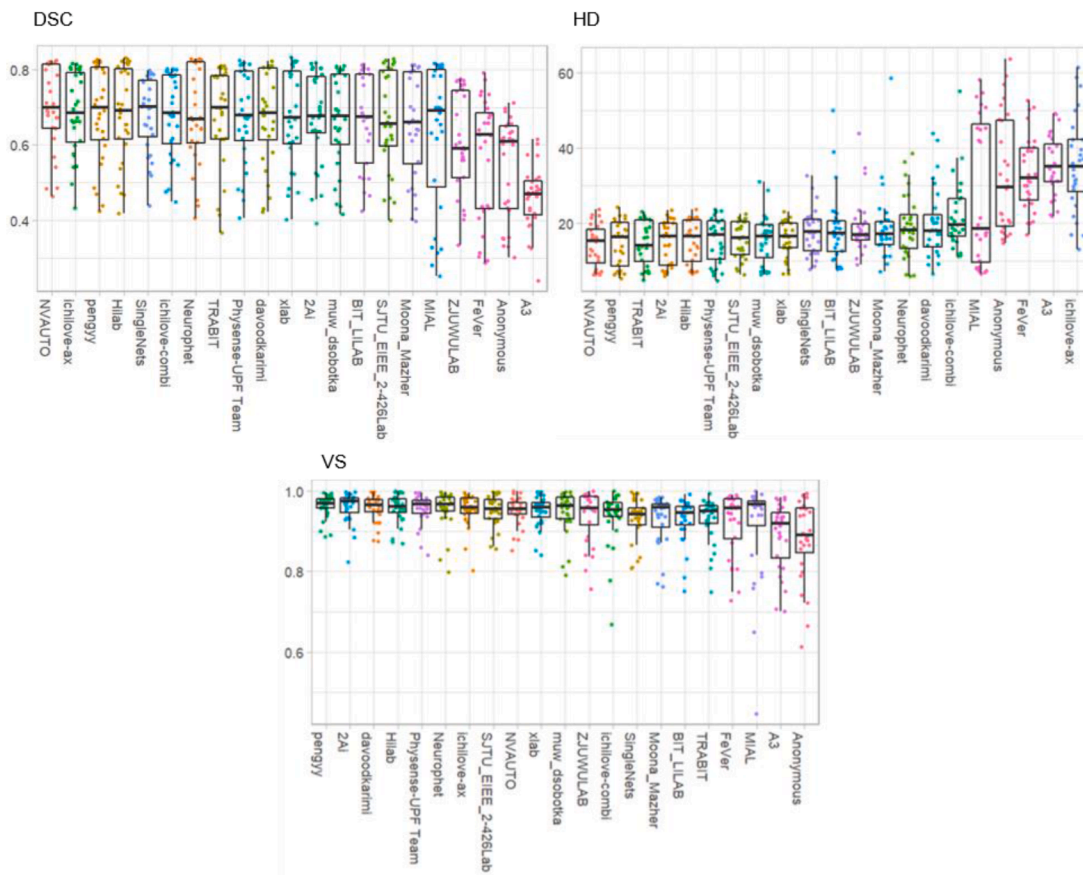 DSC
HD
0.8
0.6
0.4
NVAUTO
ichilove-ax
pengyy
Hilab
SingleNets
ichilove-combi
Neurophet
TRABIT
Physense-UPF Team
davoodkarimi
xlab
2Ai
muw_dsobotka
BIT_LILAB
SJTU_EIEE_2-426Lab
Moona_Mazher
MIAL
ZJUWULAB
FeVer
Anonymous
A3
60
40
20
0
NVAUTO
pengyy
TRABIT
2Ai
Hilab
Physense-UPF Team
SJTU_EIEE_2-426Lab
muw_dsobotka
xlab
SingleNets
BIT_LILAB
ZJUWULAB
Moona_Mazher
Neurophet
davoodkarimi
ichilove-combi
MIAL
Anonymous
FeVer
A3
ichilove-ax
VS
1.0
0.8
0.6
pengyy
2Ai
davoodkarimi
Hilab
Physense-UPF Team
Neurophet
ichilove-ax
SJTU_EIEE_2-426Lab
NVAUTO
xlab
muw_dsobotka
ZJUWULAB
ichilove-combi
SingleNets
Moona_Mazher
BIT_LILAB
TRABIT
FeVer
MIAL
A3
Anonymous